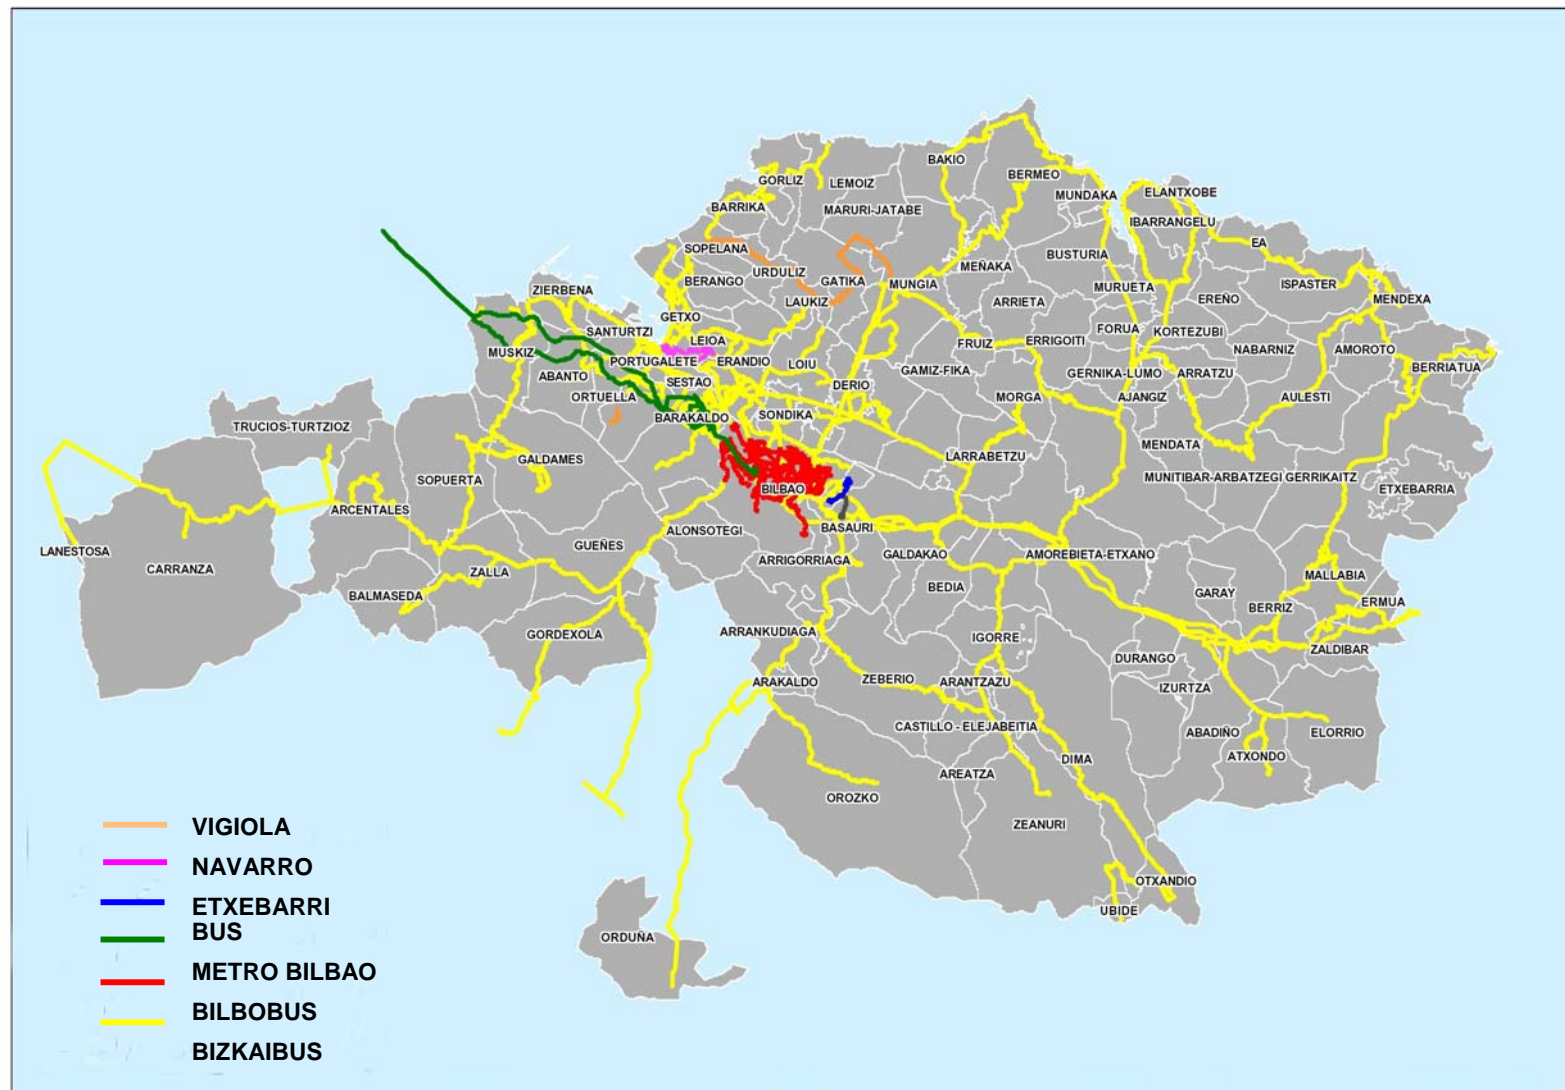 BAKIO
BERMEO
GORLIZ
LEMOIZ
MUNDAKA
ELANTXOBE
BARRIKA
MARURI-JATABE
IBARRANGELU
SOPELANA
EA
BUSTURIA
URDULIZ
MEÑAKA
BERANGO
GATIKA
MUNGIA
MURUETA
ISPASTER
ZIERBENA
LAUKIZ
ARRIETA
EREÑO
MENDEXA
GETXO
SANTURTZI
FORUA
KORTEZUBI
LEIOA
FRUIZ
ERRIGOITI
MUSKIZ
PORTUGALETE
ERANDIO
LOIU
NABARNIZ
AMOROTO
ABANTO
SESTAO
DERIO
GAMIZ-FIKA
GERNIKA-LUMO
ARRATZU
BERRIATUA
ORTUELLA
MORGA
AJANGIZ
AULESTI
BARAKALDO
SONDIKA
TRUCIOS-TURTZIOZ
MENDATA
GALDAMES
LARRABETZU
SOPUERTA
MUNITIBAR-ARBATZEGI GERRIKAITZ
BILBAO
ETXEBARRIA
ARCENTALES
BASAURI
ALONSOTEGI
LANESTOSA
GUEÑES
GALDAKAO
AMOREBIETA-ETXANO
CARRANZA
ARRIGORRIAGA
ZALLA
MALLABIA
BEDIA
BALMASEDA
GARAY
BERRIZ
ERMUA
GORDEXOLA
ARRANKUDIAGA
IGORRE
ZALDIBAR
DURANGO
ARAKALDO
ZEBERIO
ARANTZAZU
IZURTZA
CASTILLO - ELEJABEITIA
ABADIÑO
ELORRIO
ATXONDO
DIMA
AREATZA
OROZKO
ZEANURI
OTXANDIO
UBIDE
ORDUÑA
VIGIOLA
NAVARRO
ETXEBARRI
BUS
METRO BILBAO
BILBOBUS
BIZKAIBUS